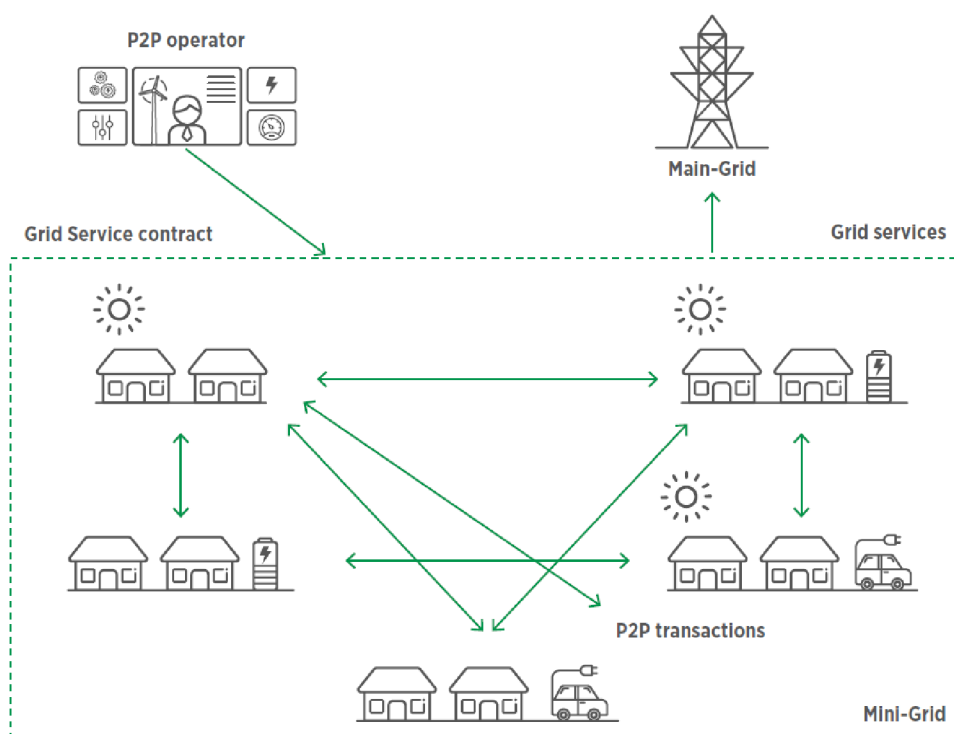 P2P operator
Main-Grid
Grid Service contract
Grid services
P2P transactions
Mini-Grid